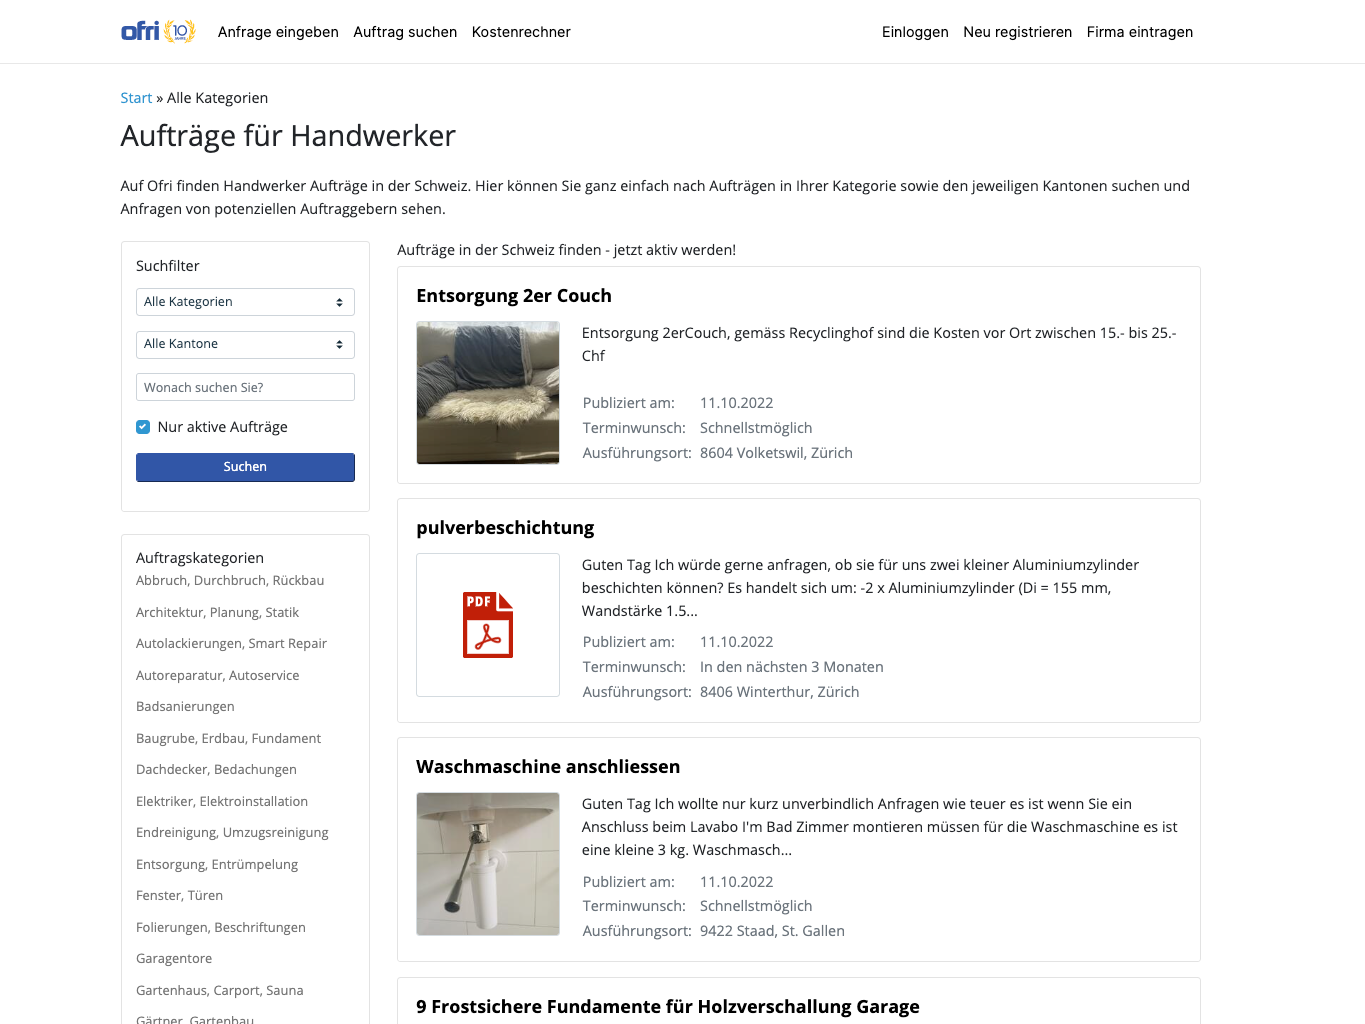 ofri 10 JAHRE Anfrage eingeben Auftrag suchen Kostenrechner Einloggen Neu registrieren Firma eintragen
Start » Alle Kategorien
Aufträge für Handwerker
Auf Ofri finden Handwerker Aufträge in der Schweiz. Hier können Sie ganz einfach nach Aufträgen in Ihrer Kategorie sowie den jeweiligen Kantonen suchen und
Anfragen von potenziellen Auftraggebern sehen.
Suchfilter
Alle Kategorien
Alle Kantone
Wonach suchen Sie?
Nur aktive Aufträge
Suchen
Auftragskategorien
Abbruch, Durchbruch, Rückbau
Architektur, Planung, Statik
Autolackierungen, Smart Repair
Autoreparatur, Autoservice
Badsanierungen
Baugrube, Erdbau, Fundament
Dachdecker, Bedachungen
Elektriker, Elektroinstallation
Endreinigung, Umzugsreinigung
Entsorgung, Entrümpelung
Fenster, Türen
Folierungen, Beschriftungen
Garagentore
Gartenhaus, Carport, Sauna
Gärtner, Gartenbau
Aufträge in der Schweiz finden - jetzt aktiv werden!
Entsorgung 2er Couch
Entsorgung 2erCouch, gemäss Recyclinghof sind die Kosten vor Ort zwischen 15.- bis 25.-
Chf
Publiziert am: 11.10.2022
Terminwunsch: Schnellstmöglich
Ausführungsort: 8604 Volketswil, Zürich
pulverbeschichtung
PDF
Guten Tag Ich würde gerne anfragen, ob sie für uns zwei kleiner Aluminiumzylinder
beschichten können? Es handelt sich um: -2 x Aluminiumzylinder (Di = 155 mm,
Wandstärke 1.5...
Publiziert am: 11.10.2022
Terminwunsch: In den nächsten 3 Monaten
Ausführungsort: 8406 Winterthur, Zürich
Waschmaschine anschliessen
Guten Tag Ich wollte nur kurz unverbindlich Anfragen wie teuer es ist wenn Sie ein
Anschluss beim Lavabo I'm Bad Zimmer montieren müssen für die Waschmaschine es ist
eine kleine 3 kg. Waschmasch...
Publiziert am: 11.10.2022
Terminwunsch: Schnellstmöglich
Ausführungsort: 9422 Staad, St. Gallen
9 Frostsichere Fundamente für Holzverschallung Garage